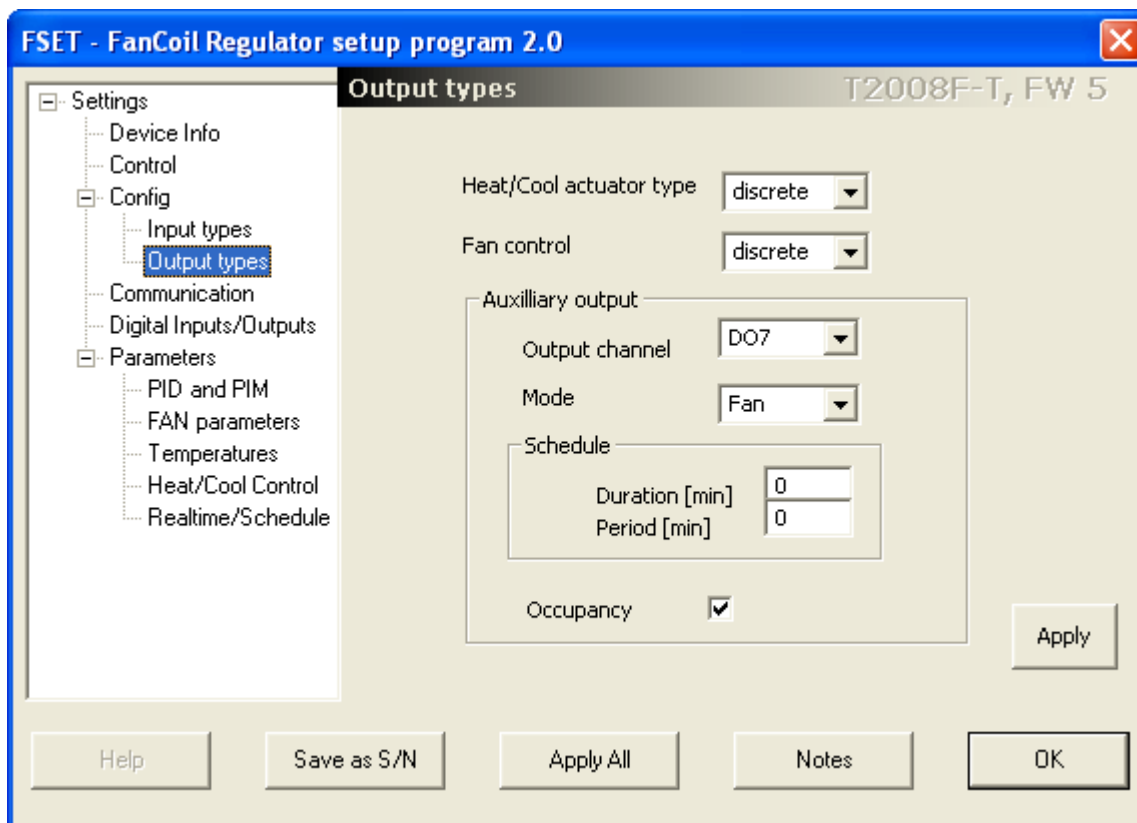 FSET - FanCoil Regulator setup program 2.0
Settings
Device Info
Control
Config
Input types
Output types
Communication
Digital Inputs/Outputs
Parameters
PID and PIM
FAN parameters
Temperatures
Heat/Cool Control
Realtime/Schedule
Output types
T2008F-T, FW 5
Heat/Cool actuator type discrete
Fan control discrete
Auxilliary output
Output channel DO7
Mode Fan
Schedule
Duration [min] 0
Period [min] 0
Occupancy
Apply
Help
Save as S/N
Apply All
Notes
OK